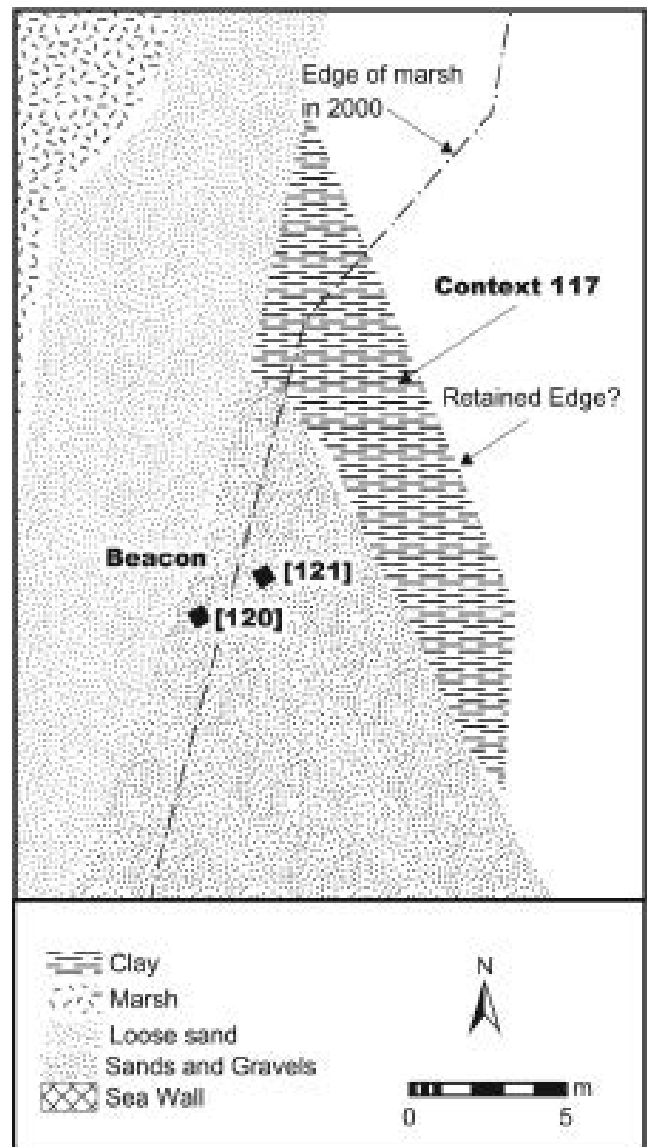 Edge of marsh
in 2000
Context 117
Retained Edge?
Beacon
[121]
[120]
Clay
Marsh
Loose sand
Sands and Gravels
Sea Wall
N
m
0 5